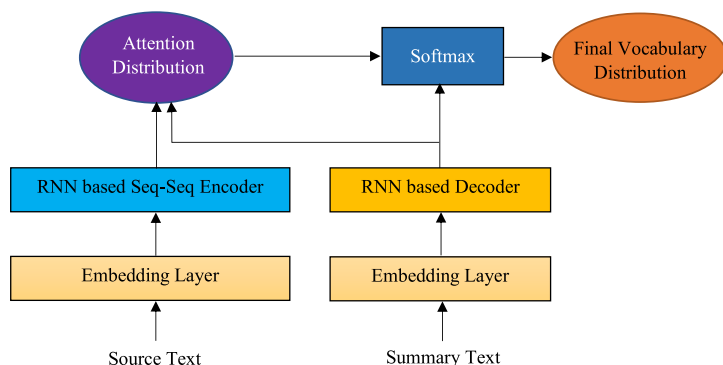 Attention
Distribution
Softmax
Final Vocabulary
Distribution
RNN based Seq-Seq Encoder
RNN based Decoder
Embedding Layer
Embedding Layer
Source Text
Summary Text